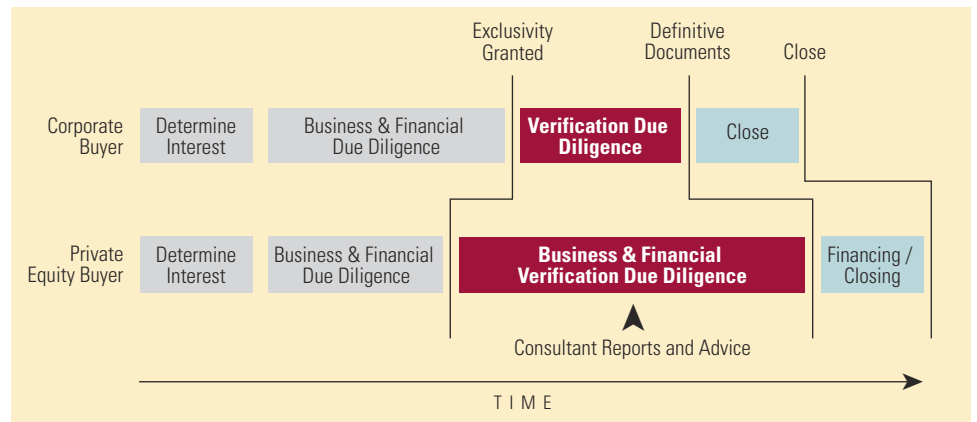 Exclusivity
Granted
Definitive
Documents
Close
Corporate
Buyer
Determine
Interest
Business & Financial
Due Diligence
Verification Due
Diligence
Close
Private
Equity Buyer
Determine
Interest
Business & Financial
Due Diligence
Business & Financial
Verification Due Diligence
Financing /
Closing
Consultant Reports and Advice
TIME